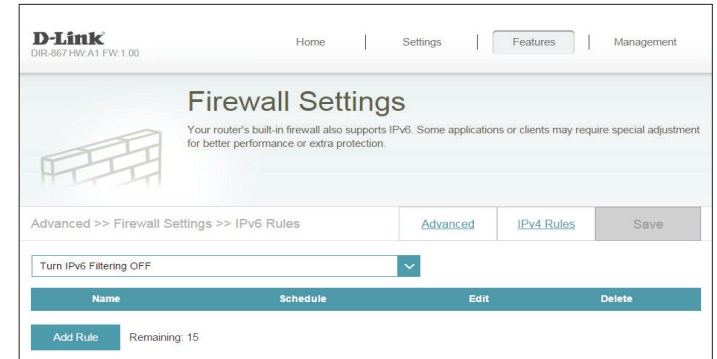 D-Link
DIR-867 HW:A1 FW:1.00
Home | Settings | Features | Management
Firewall Settings
Your router's built-in firewall also supports IPv6. Some applications or clients may require special adjustment
for better performance or extra protection.
Advanced >> Firewall Settings >> IPv6 Rules
Advanced
IPv4 Rules
Save
Turn IPv6 Filtering OFF
Name Schedule Edit Delete
Add Rule Remaining: 15